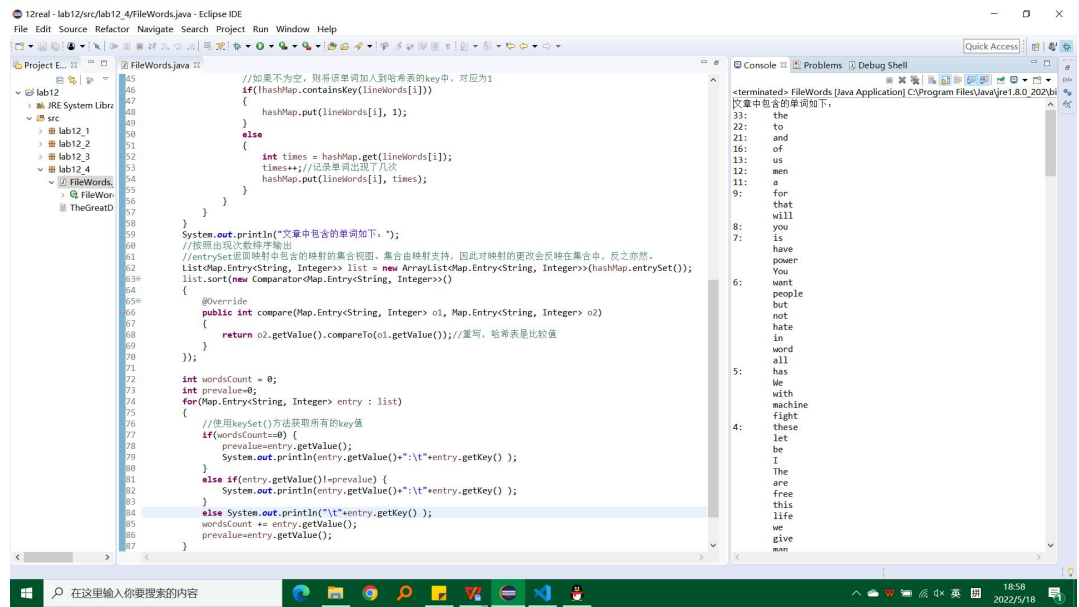 12real - lab12/src/lab12_4/FileWords.java - Eclipse IDE
File Edit Source Refactor Navigate Search Project Run Window Help
Quick Access
Project E...
lab12
JRE System Libra
src
lab12_1
lab12_2
lab12_3
lab12_4
FileWords.
FileWor
TheGreatD
FileWords.java
45 //如果不为空，则将该单词加入到哈希表的key中，对应为1
46 if(!hashMap.containsKey(lineWords[i]))
47 {
48 hashMap.put(lineWords[i], 1);
49 }
50 else
51 {
52 int times = hashMap.get(lineWords[i]);
53 times++;//记录单词出现了几次
54 hashMap.put(lineWords[i], times);
55 }
56 }
57 }
58 }
59 System.out.println("文章中包含的单词如下：");
60 //按照出现次数排序输出
61 //entrySet返回映射中包含的映射的集合视图。集合由映射支持，因此对映射的更改会反映在集合中，反之亦然。
62 List<Map.Entry<String, Integer>> list = new ArrayList<Map.Entry<String, Integer>>(hashMap.entrySet());
63 list.sort(new Comparator<Map.Entry<String, Integer>>()
64 {
65 @Override
66 public int compare(Map.Entry<String, Integer> o1, Map.Entry<String, Integer> o2)
67 {
68 return o2.getValue().compareTo(o1.getValue());//重写，哈希表是比较值
69 }
70 });
71
72 int wordsCount = 0;
73 int prevalue=0;
74 for(Map.Entry<String, Integer> entry : list)
75 {
76 //使用keySet()方法获取所有的key值
77 if(wordsCount==0) {
78 prevalue=entry.getValue();
79 System.out.println(entry.getValue()+":\t"+entry.getKey() );
80 }
81 else if(entry.getValue()!=prevalue) {
82 System.out.println(entry.getValue()+":\t"+entry.getKey() );
83 }
84 else System.out.println("\t"+entry.getKey() );
85 wordsCount += entry.getValue();
86 prevalue=entry.getValue();
87 }
Console Problems Debug Shell
<terminated> FileWords [Java Application] C:\Program Files\Java\jre1.8.0_202\bi
文章中包含的单词如下：
33: the
22: to
21: and
16: of
13: us
12: men
11: a
9: for
that
will
8: you
7: is
have
power
You
6: want
people
but
not
hate
in
word
all
5: has
We
with
machine
fight
4: these
let
be
I
The
are
free
this
life
we
give
man
在这里输入你要搜索的内容
英
拼
18:58
2022/5/18
1